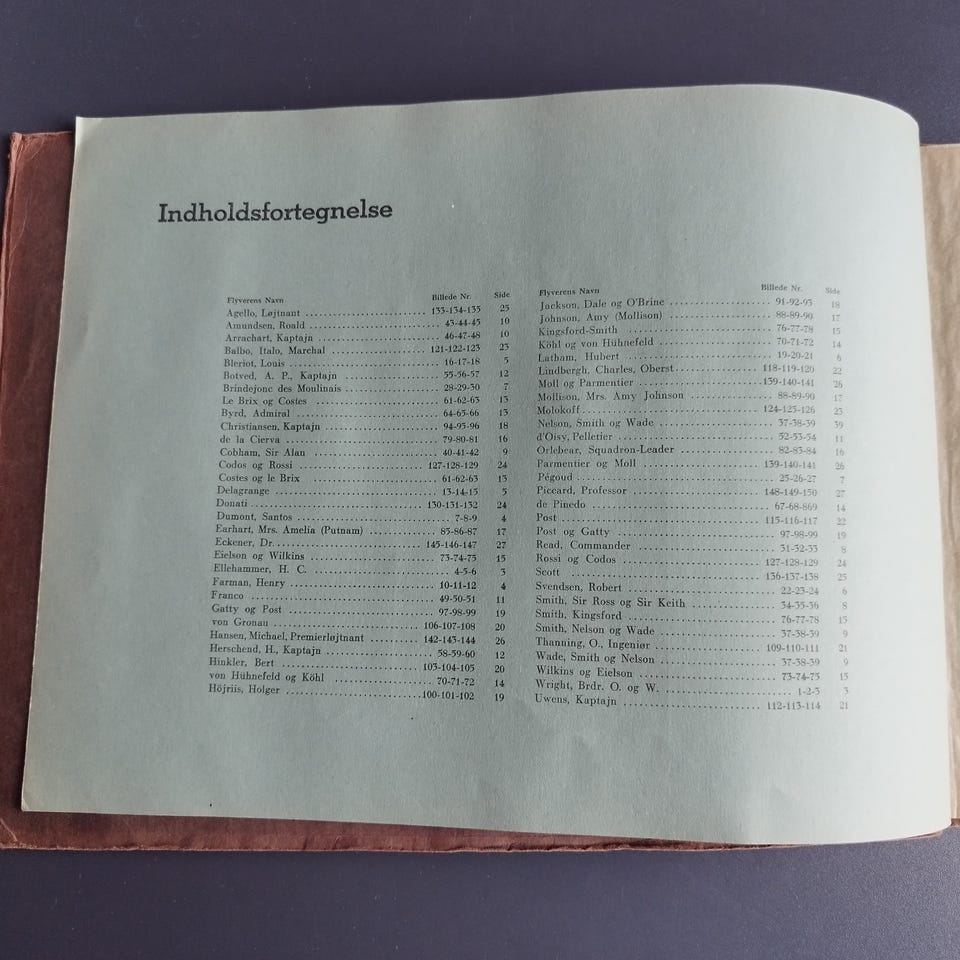 Indholdsfortegnelse
Flyverens Navn Billede Nr. Side
Agello, Løjtnant 133-134-135 25
Amundsen, Roald 43-44-45 10
Arrachart, Kaptajn 46-47-48 10
Balbo, Italo, Marchal 121-122-123 23
Bleriot, Louis 16-17-18 5
Botved, A. P., Kaptajn 55-56-57 12
Brindejonc des Moulinais 28-29-30 7
Le Brix og Costes 61-62-63 13
Byrd, Admiral 64-65-66 13
Christiansen, Kaptajn 94-95-96 18
de la Cierva 79-80-81 16
Cobham, Sir Alan 40-41-42 9
Codos og Rossi 127-128-129 24
Costes og le Brix 61-62-63 13
Delagrange 13-14-15 5
Donati 130-131-132 24
Dumont, Santos 7-8-9 4
Earhart, Mrs. Amelia (Putnam) 85-86-87 17
Eckener, Dr. 145-146-147 27
Eielson og Wilkins 73-74-75 15
Ellehammer, H. C. 4-5-6 3
Farman, Henry 10-11-12 4
Franco 49-50-51 11
Gatty og Post 97-98-99 19
von Gronau 106-107-108 20
Hansen, Michael, Premierløjtnant 142-143-144 26
Herschend, H., Kaptajn 58-59-60 12
Hinkler, Bert 103-104-105 20
von Hühnefeld og Köhl 70-71-72 14
Höjriis, Holger 100-101-102 19
Flyverens Navn Billede Nr. Side
Jackson, Dale og O'Brine 91-92-93 18
Johnson, Amy (Mollison) 88-89-90 17
Kingsford-Smith 76-77-78 15
Köhl og von Hühnefeld 70-71-72 14
Latham, Hubert 19-20-21 6
Lindbergh, Charles, Oberst 118-119-120 22
Moll og Parmentier 139-140-141 26
Mollison, Mrs. Amy Johnson 88-89-90 17
Molokoff 124-125-126 23
Nelson, Smith og Wade 37-38-39 39
d'Oisy, Pelletier 52-53-54 11
Orlebear, Squadron-Leader 82-83-84 16
Parmentier og Moll 139-140-141 26
Pégoud 25-26-27 7
Piccard, Professor 148-149-150 27
de Pinedo 67-68-869 14
Post 115-116-117 22
Post og Gatty 97-98-99 19
Read, Commander 31-32-33 8
Rossi og Codos 127-128-129 24
Scott 136-137-138 25
Svendsen, Robert 22-23-24 6
Smith, Sir Ross og Sir Keith 34-35-36 8
Smith, Kingsford 76-77-78 15
Smith, Nelson og Wade 37-38-39 9
Thanning, O., Ingeniør 109-110-111 21
Wade, Smith og Nelson 37-38-39 9
Wilkins og Eielson 73-74-75 15
Wright, Brdr. O. og W. 1-2-3 3
Uwens, Kaptajn 112-113-114 21